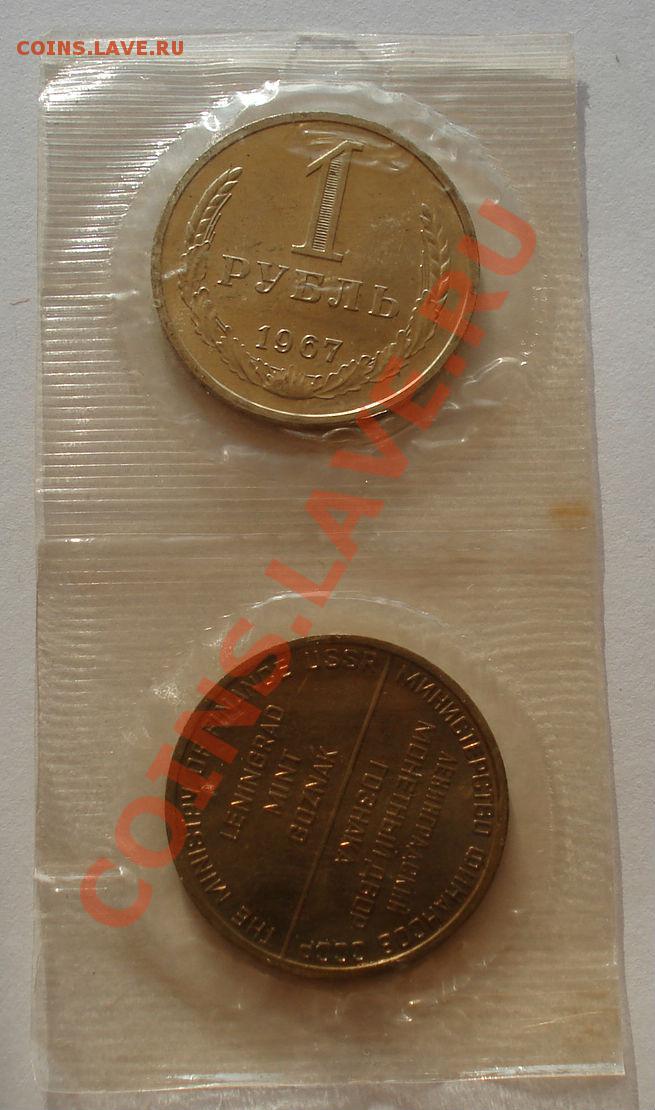 COINS.LAVE.RU
1
РУБЛЬ
1967
COINS.LAVE.RU
THE MINISTRY OF FINANCE USSR
LENINGRAD
MINT
GOZNAK
МИНИСТЕРСТВО ФИНАНСОВ СССР
ЛЕНИНГРАДСКИЙ
МОНЕТНЫЙ ДВОР
ГОЗНАКА